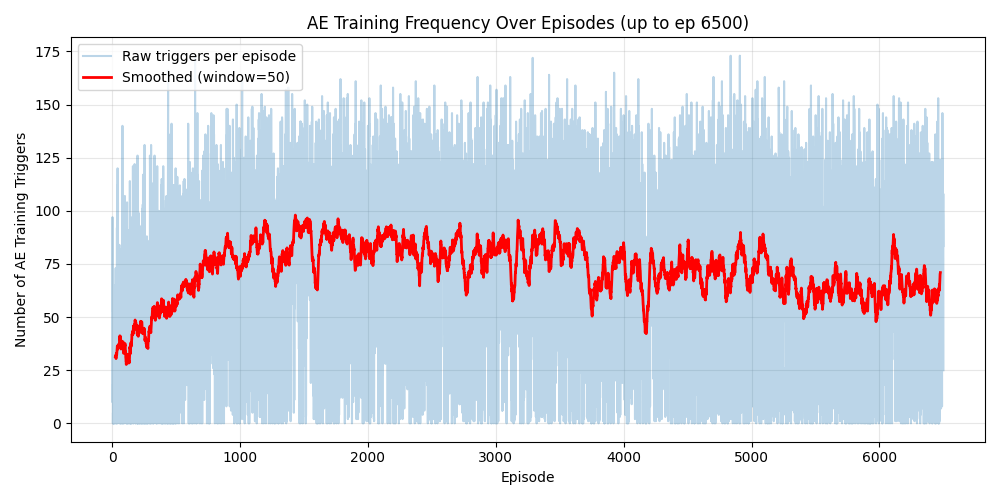 AE Training Frequency Over Episodes (up to ep 6500)
Raw triggers per episode
Smoothed (window=50)
Number of AE Training Triggers
175
150
125
100
75
50
25
0
0 1000 2000 3000 4000 5000 6000
Episode